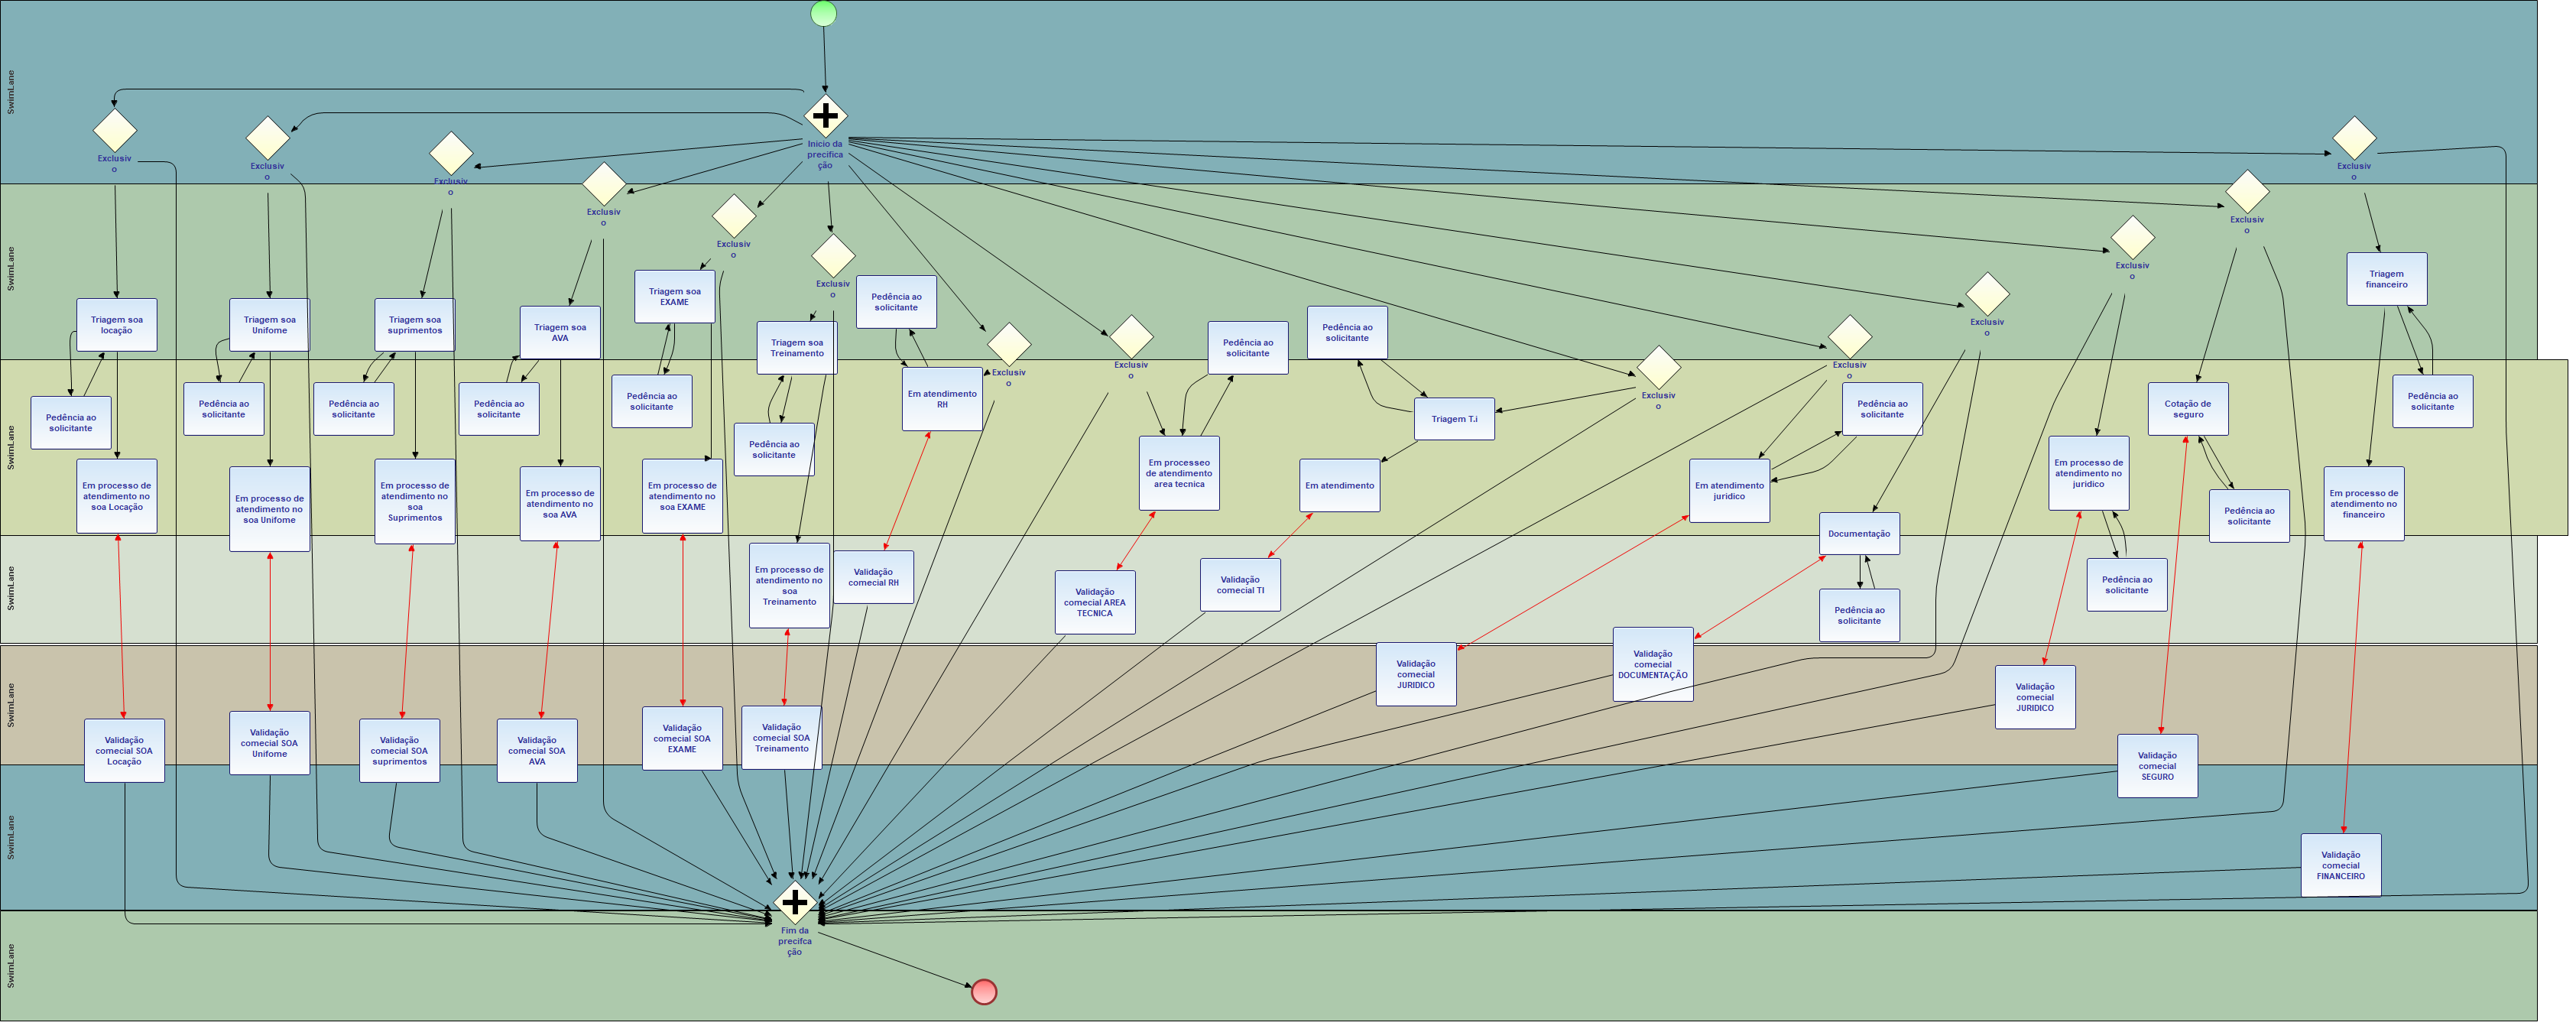 SwimLane
Inicio da
precifica
ção
Exclusiv
o
Exclusiv
o
Exclusiv
o
Exclusiv
o
SwimLane
Exclusiv
o
Exclusiv
o
Exclusiv
o
Exclusiv
o
Exclusiv
o
Exclusiv
o
Triagem soa
locação
Triagem soa
Unifome
Triagem soa
suprimentos
Triagem soa
AVA
Triagem soa
EXAME
Triagem soa
Treinamento
Pedência ao
solicitante
Pedência ao
solicitante
Pedência ao
solicitante
Triagem
financeiro
SwimLane
Exclusiv
o
Exclusiv
o
Exclusiv
o
Exclusiv
o
Pedência ao
solicitante
Pedência ao
solicitante
Pedência ao
solicitante
Pedência ao
solicitante
Pedência ao
solicitante
Pedência ao
solicitante
Em atendimento
RH
Triagem T.i
Pedência ao
solicitante
Cotação de
seguro
Pedência ao
solicitante
Em processo de
atendimento no
soa Locação
Em processo de
atendimento no
soa Unifome
Em processo de
atendimento no
soa
Suprimentos
Em processo de
atendimento no
soa AVA
Em processo de
atendimento no
soa EXAME
Em processeo
de atendimento
area tecnica
Em atendimento
Em atendimento
juridico
Em processo de
atendimento no
juridico
Pedência ao
solicitante
Em processo de
atendimento no
financeiro
Documentação
SwimLane
Em processo de
atendimento no
soa
Treinamento
Validação
comecial RH
Validação
comecial AREA
TECNICA
Validação
comecial TI
Pedência ao
solicitante
Pedência ao
solicitante
SwimLane
Validação
comecial
JURIDICO
Validação
comecial
DOCUMENTAÇÃO
Validação
comecial
JURIDICO
Validação
comecial SOA
Locação
Validação
comecial SOA
Unifome
Validação
comecial SOA
suprimentos
Validação
comecial SOA
AVA
Validação
comecial SOA
EXAME
Validação
comecial SOA
Treinamento
Validação
comecial
SEGURO
SwimLane
Validação
comecial
FINANCEIRO
SwimLane
Fim da
precifca
ção